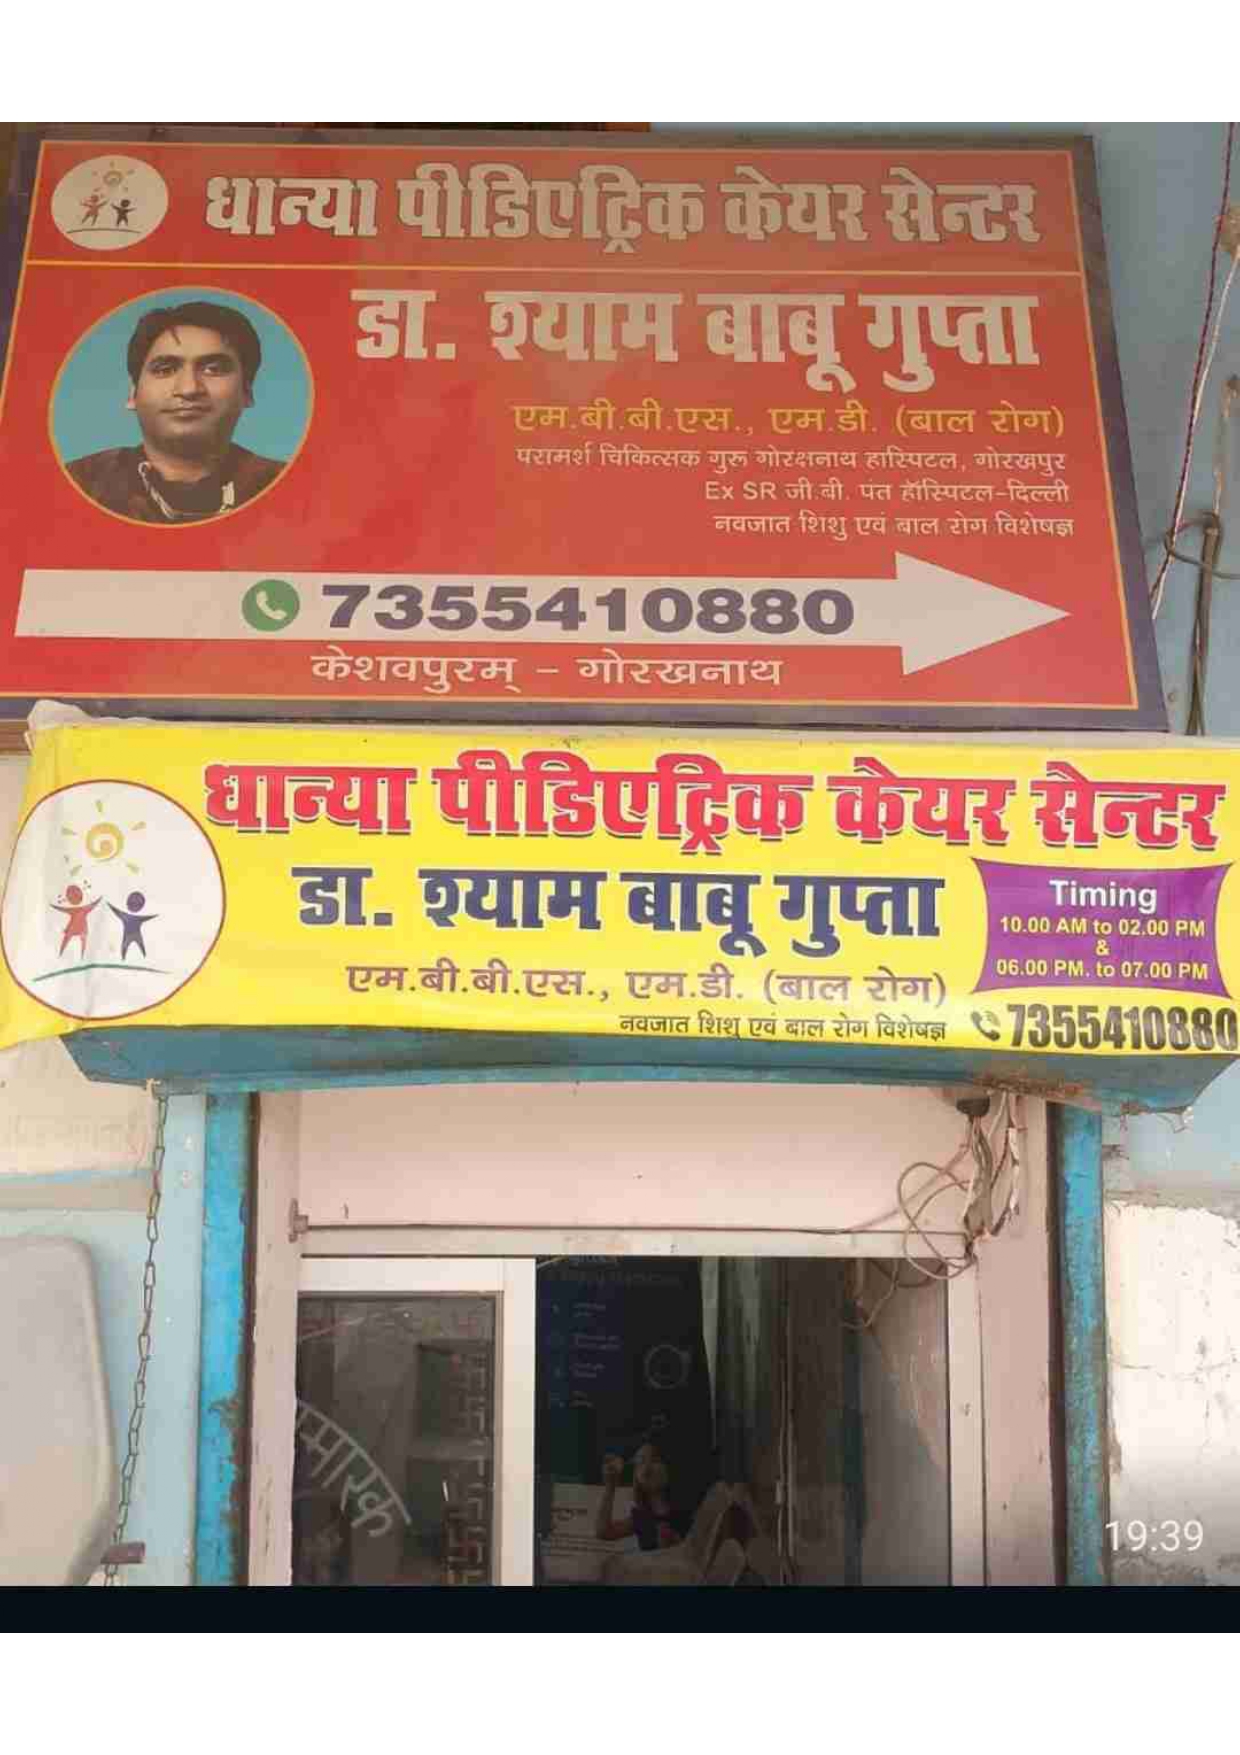 धान्या पीडिएट्रिक केयर सेन्टर
डा. श्याम बाबू गुप्ता
एम.बी.बी.एस., एम.डी. (बाल रोग)
परामर्श चिकित्सक गुरू गोरक्षनाथ हास्पिटल, गोरखपुर
Ex SR जी.बी. पंत हॉस्पिटल-दिल्ली
नवजात शिशु एवं बाल रोग विशेषज्ञ
7355410880
केशवपुरम् - गोरखनाथ
धान्या पीडिएट्रिक केयर सेन्टर
डा. श्याम बाबू गुप्ता
Timing
10.00 AM to 02.00 PM
&
06.00 PM. to 07.00 PM
एम.बी.बी.एस., एम.डी. (बाल रोग)
नवजात शिशु एवं बाल रोग विशेषज्ञ
7355410880
19:39